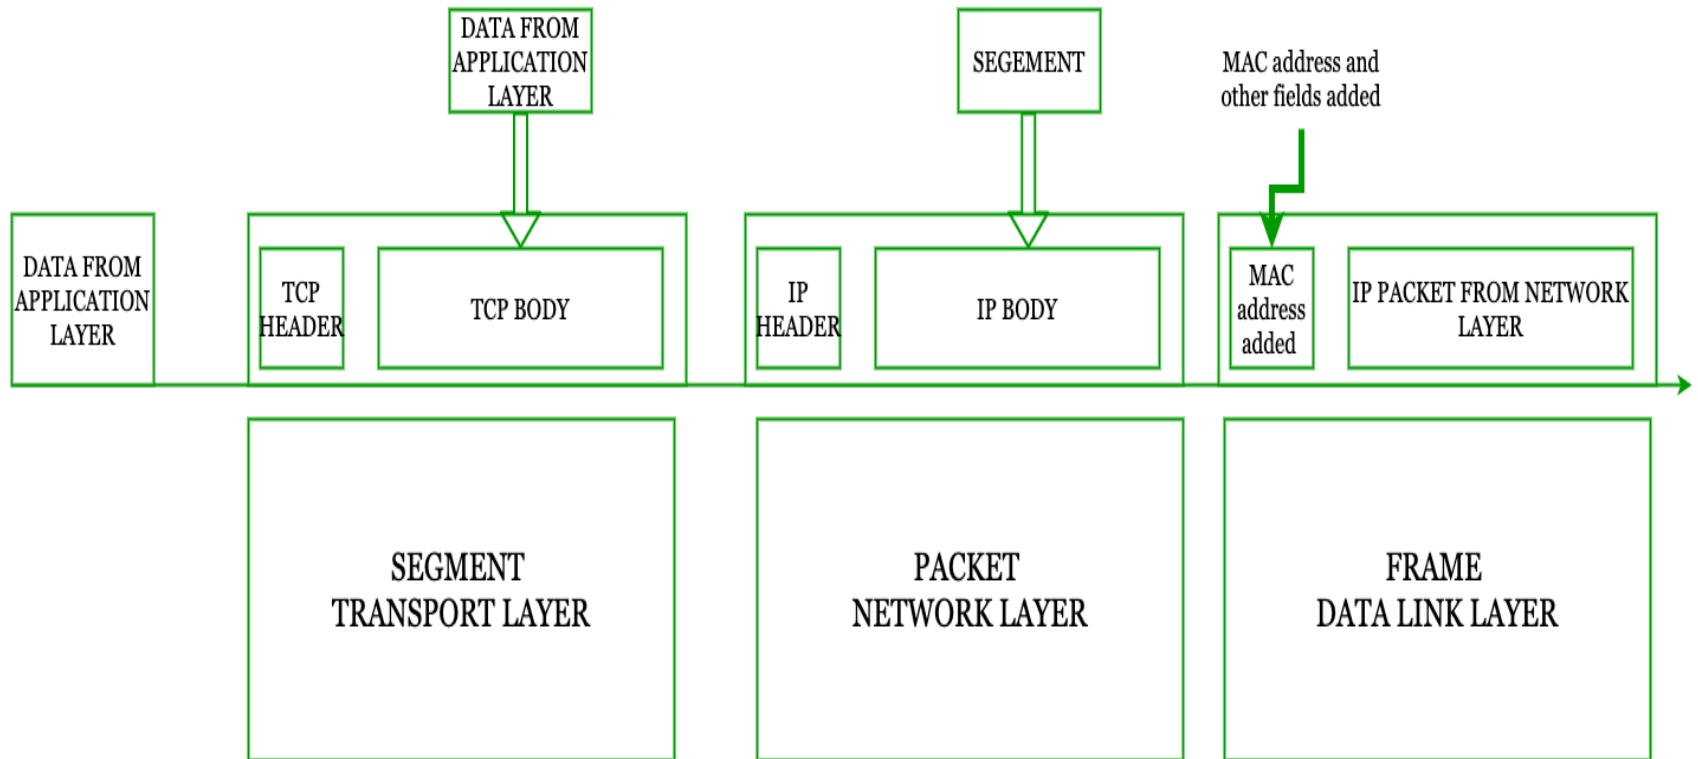 DATA FROM
APPLICATION
LAYER
SEGEMENT
MAC address and
other fields added
DATA FROM
APPLICATION
LAYER
TCP
HEADER
TCP BODY
IP
HEADER
IP BODY
MAC
address
added
IP PACKET FROM NETWORK
LAYER
SEGMENT
TRANSPORT LAYER
PACKET
NETWORK LAYER
FRAME
DATA LINK LAYER